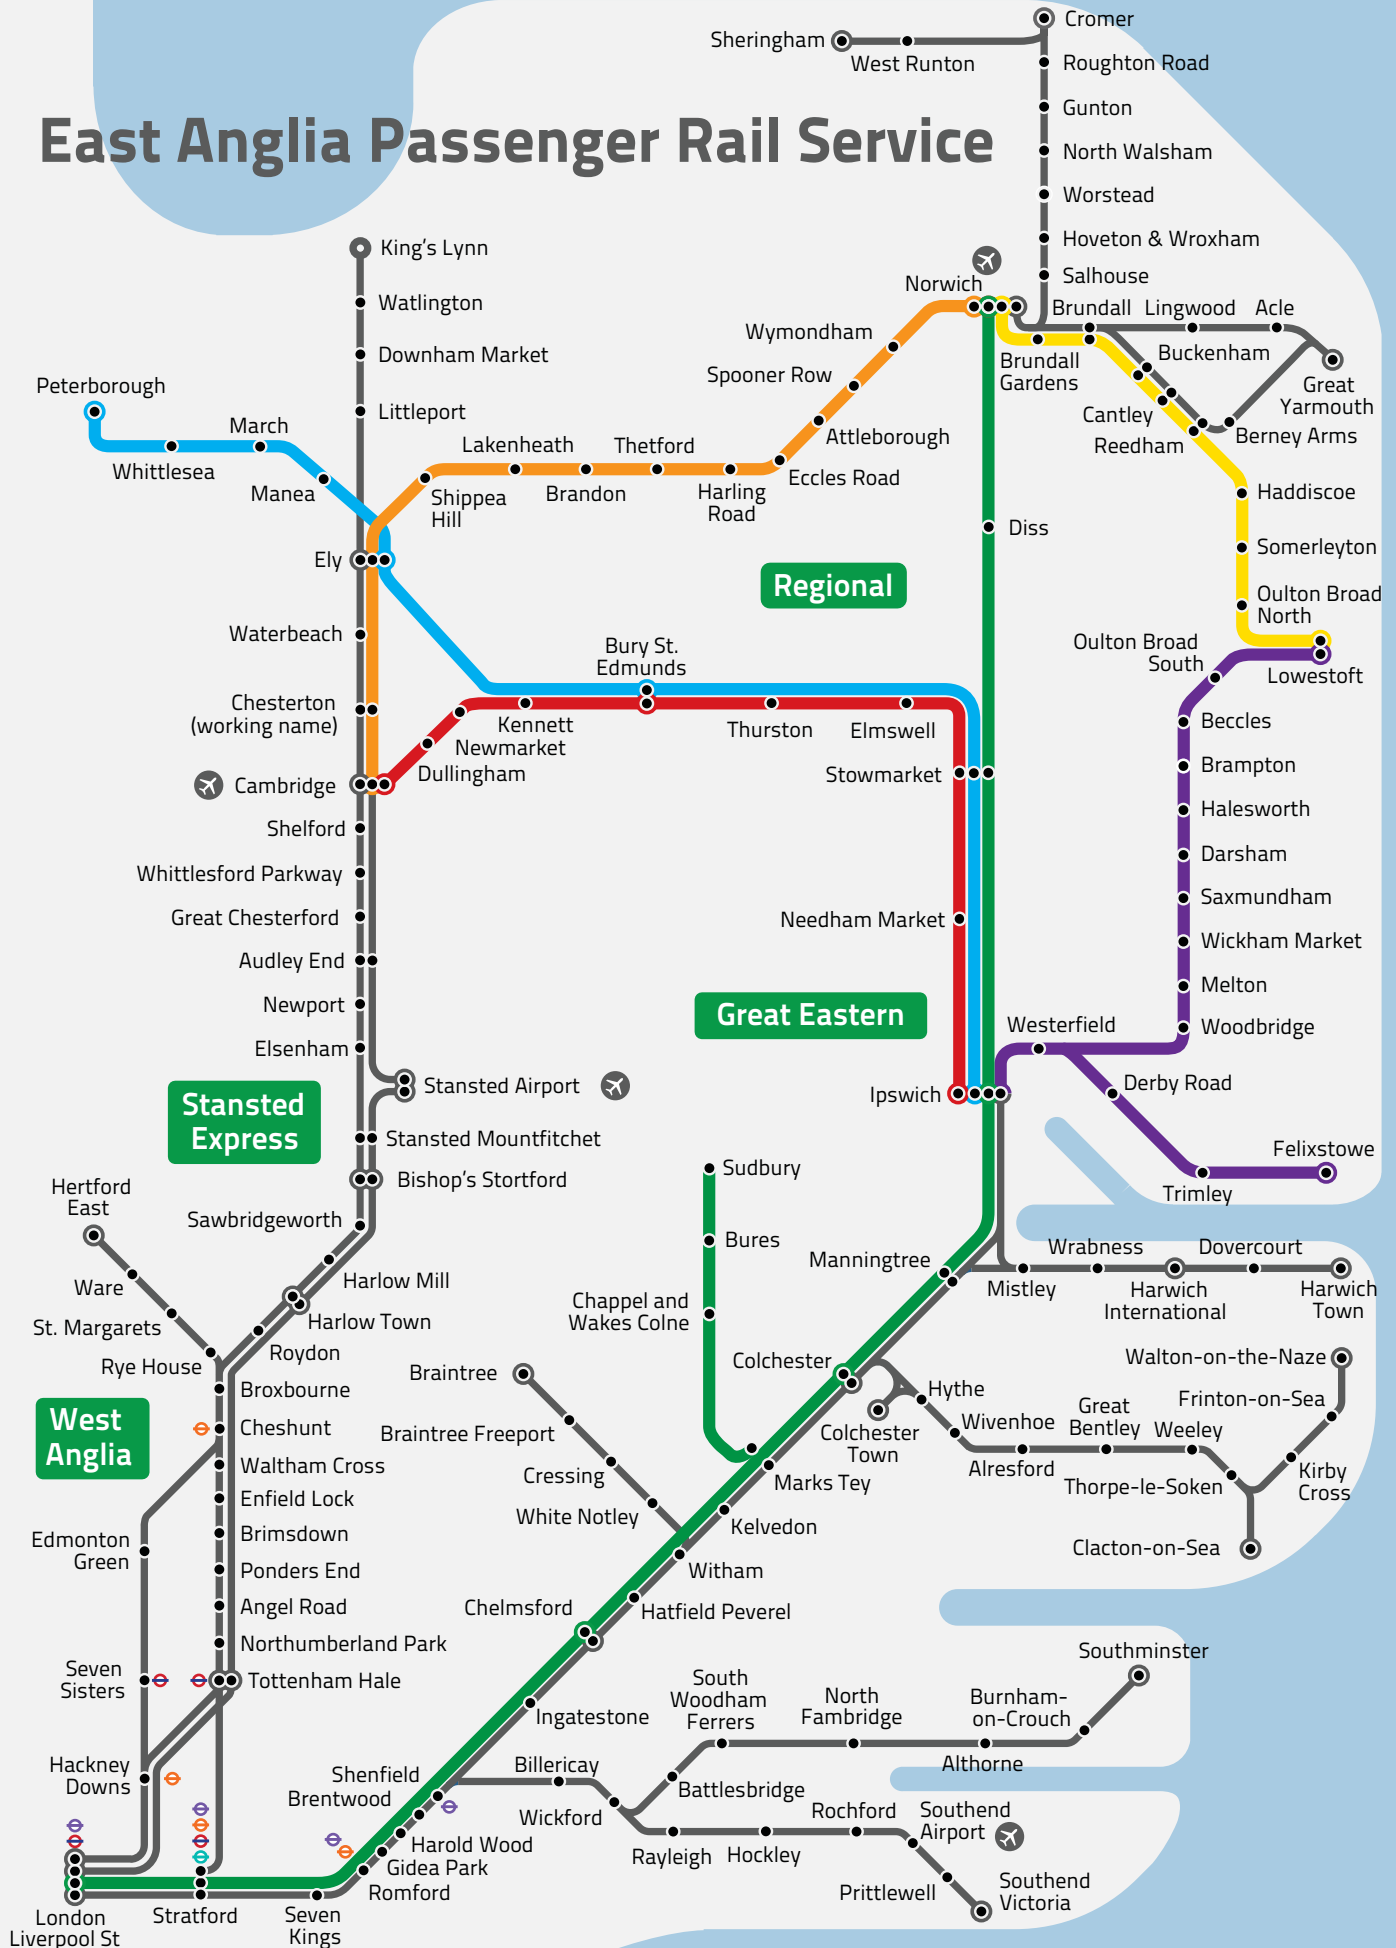 Cromer
Sheringham
West Runton
Roughton Road
Gunton
East Anglia Passenger Rail Service
North Walsham
Worstead
Hoveton & Wroxham
King's Lynn
Salhouse
Norwich
Watlington
Brundall
Lingwood
Acle
Wymondham
Downham Market
Brundall
Gardens
Buckenham
Great
Yarmouth
Spooner Row
Peterborough
Littleport
Cantley
March
Attleborough
Reedham
Berney Arms
Lakenheath
Thetford
Whittlesea
Eccles Road
Manea
Shippea
Hill
Brandon
Harling
Road
Haddiscoe
Diss
Ely
Somerleyton
Regional
Oulton Broad
North
Waterbeach
Bury St.
Edmunds
Oulton Broad
South
Lowestoft
Chesterton
(working name)
Kennett
Newmarket
Dullingham
Thurston
Elmswell
Beccles
Stowmarket
Brampton
Cambridge
Halesworth
Shelford
Darsham
Whittlesford Parkway
Saxmundham
Great Chesterford
Needham Market
Wickham Market
Audley End
Melton
Newport
Great Eastern
Westerfield
Woodbridge
Elsenham
Stansted Airport
Ipswich
Derby Road
Stansted
Express
Stansted Mountfitchet
Felixstowe
Sudbury
Bishop's Stortford
Trimley
Hertford
East
Sawbridgeworth
Bures
Manningtree
Wrabness
Dovercourt
Ware
Harlow Mill
Mistley
Harwich
International
Harwich
Town
Chappel and
Wakes Colne
St. Margarets
Harlow Town
Roydon
Rye House
Colchester
Walton-on-the-Naze
Braintree
Broxbourne
Hythe
Frinton-on-Sea
West
Anglia
Cheshunt
Braintree Freeport
Colchester
Town
Wivenhoe
Great
Bentley
Weeley
Waltham Cross
Cressing
Marks Tey
Alresford
Thorpe-le-Soken
Kirby
Cross
Enfield Lock
White Notley
Kelvedon
Brimsdown
Edmonton
Green
Clacton-on-Sea
Ponders End
Witham
Angel Road
Chelmsford
Hatfield Peverel
Northumberland Park
Seven
Sisters
Tottenham Hale
South
Woodham
Ferrers
North
Fambridge
Burnham-
on-Crouch
Southminster
Ingatestone
Hackney
Downs
Shenfield
Billericay
Battlesbridge
Althorne
Brentwood
Wickford
Rochford
Southend
Airport
Harold Wood
Rayleigh
Hockley
Gidea Park
Romford
Prittlewell
Southend
Victoria
London
Liverpool St
Stratford
Seven
Kings